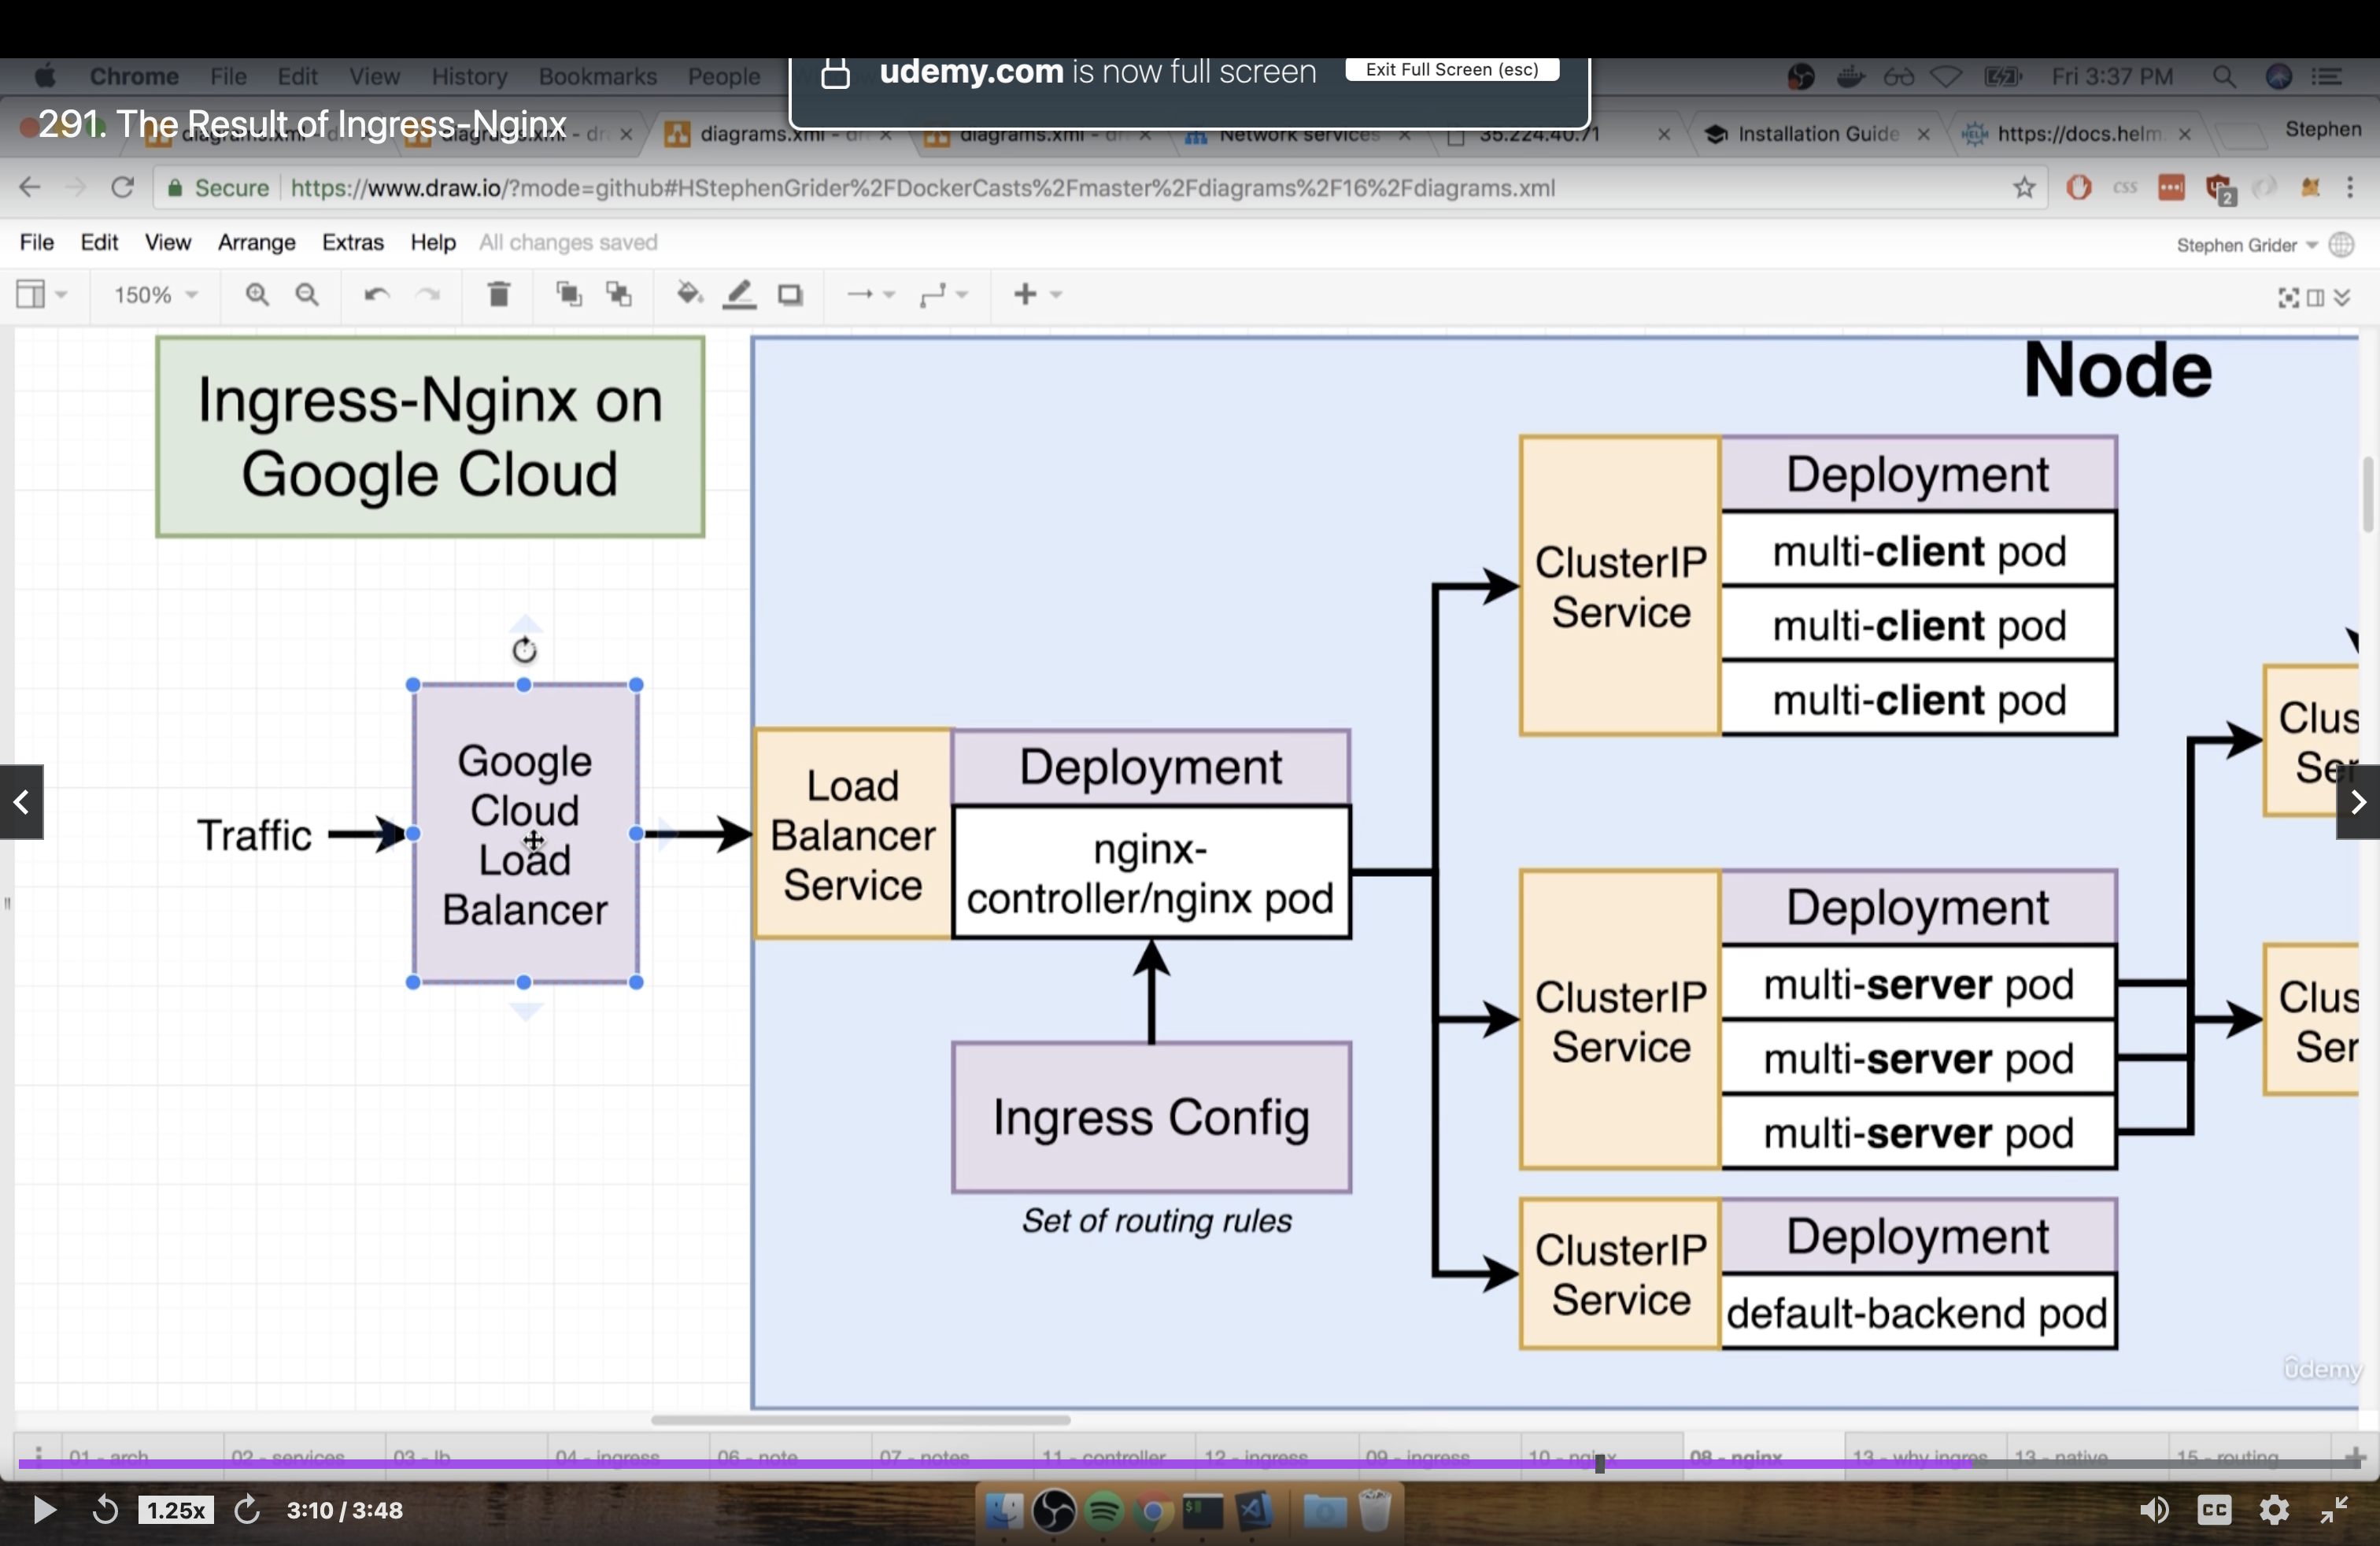 Chrome File Edit View History Bookmarks People
udemy.com is now full screen Exit Full Screen (esc)
Fri 3:37 PM
291. The Result of Ingress-Nginx
diagrams.xml - dr
diagrams.xml - dr
diagrams.xml - dr
Network services
35.224.40.71
Installation Guide
https://docs.helm.
Stephen
Secure https://www.draw.io/?mode=github#HStephenGrider%2FDockerCasts%2Fmaster%2Fdiagrams%2F16%2Fdiagrams.xml
css
2
File Edit View Arrange Extras Help All changes saved
Stephen Grider
150%
Ingress-Nginx on
Google Cloud
Node
Traffic
Google
Cloud
Load
Balancer
Load
Balancer
Service
Deployment
nginx-
controller/nginx pod
Ingress Config
Set of routing rules
ClusterIP
Service
Deployment
multi-client pod
multi-client pod
multi-client pod
ClusterIP
Service
Deployment
multi-server pod
multi-server pod
multi-server pod
ClusterIP
Service
Deployment
default-backend pod
Clus
Ser
Clus
Ser
ûdemy
01 - arch
02 - services
03 - lb
04 - ingress
06 - note
07 - notes
11 - controller
12 - ingress
09 - ingress
10 - nginx
08 - nginx
13 - why ingres
13 - native
15 - routing
1.25x
3:10 / 3:48
CC